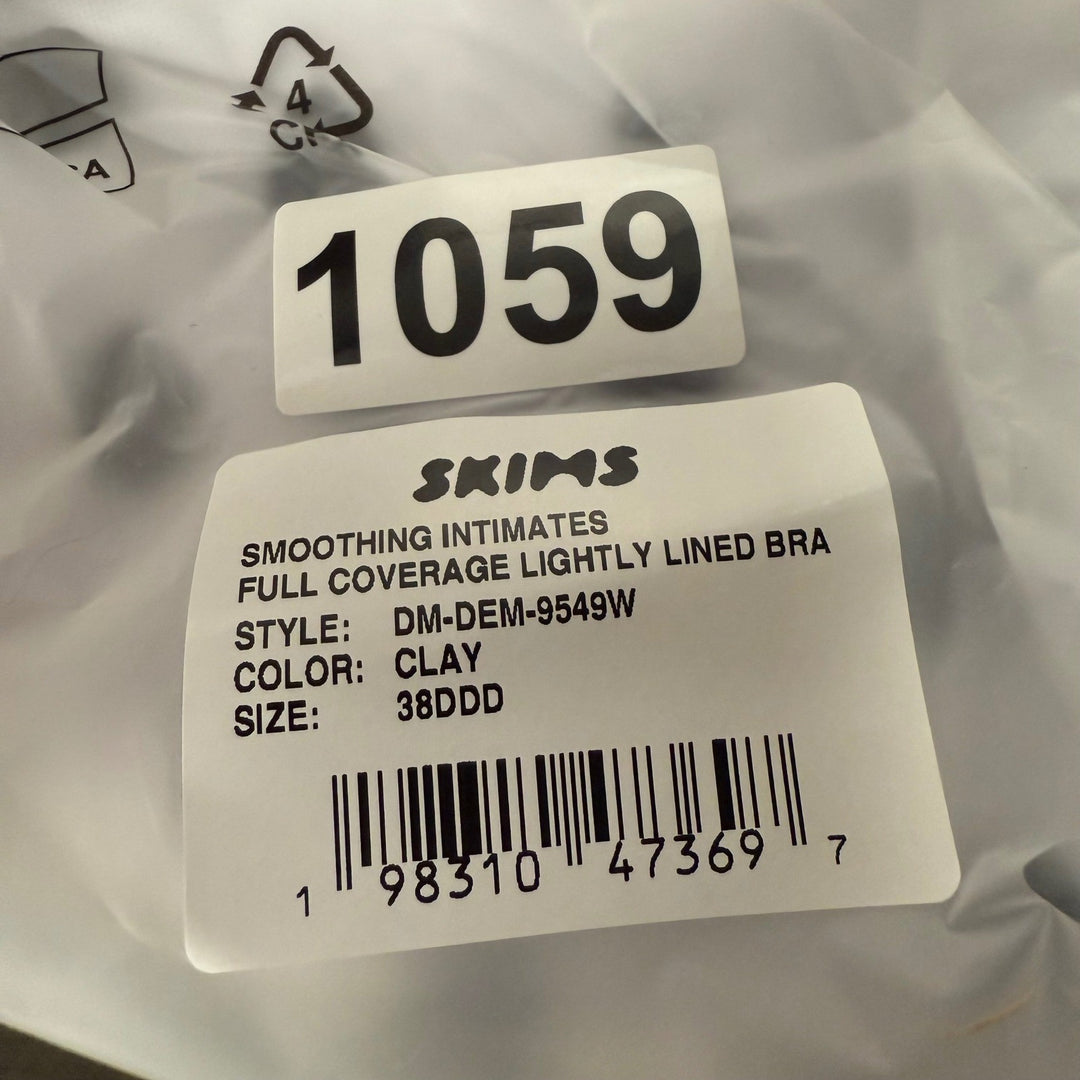 4
1059
SKIMS
SMOOTHING INTIMATES
FULL COVERAGE LIGHTLY LINED BRA
STYLE: DM-DEM-9549W
COLOR: CLAY
SIZE: 38DDD
1 98310 47369 7